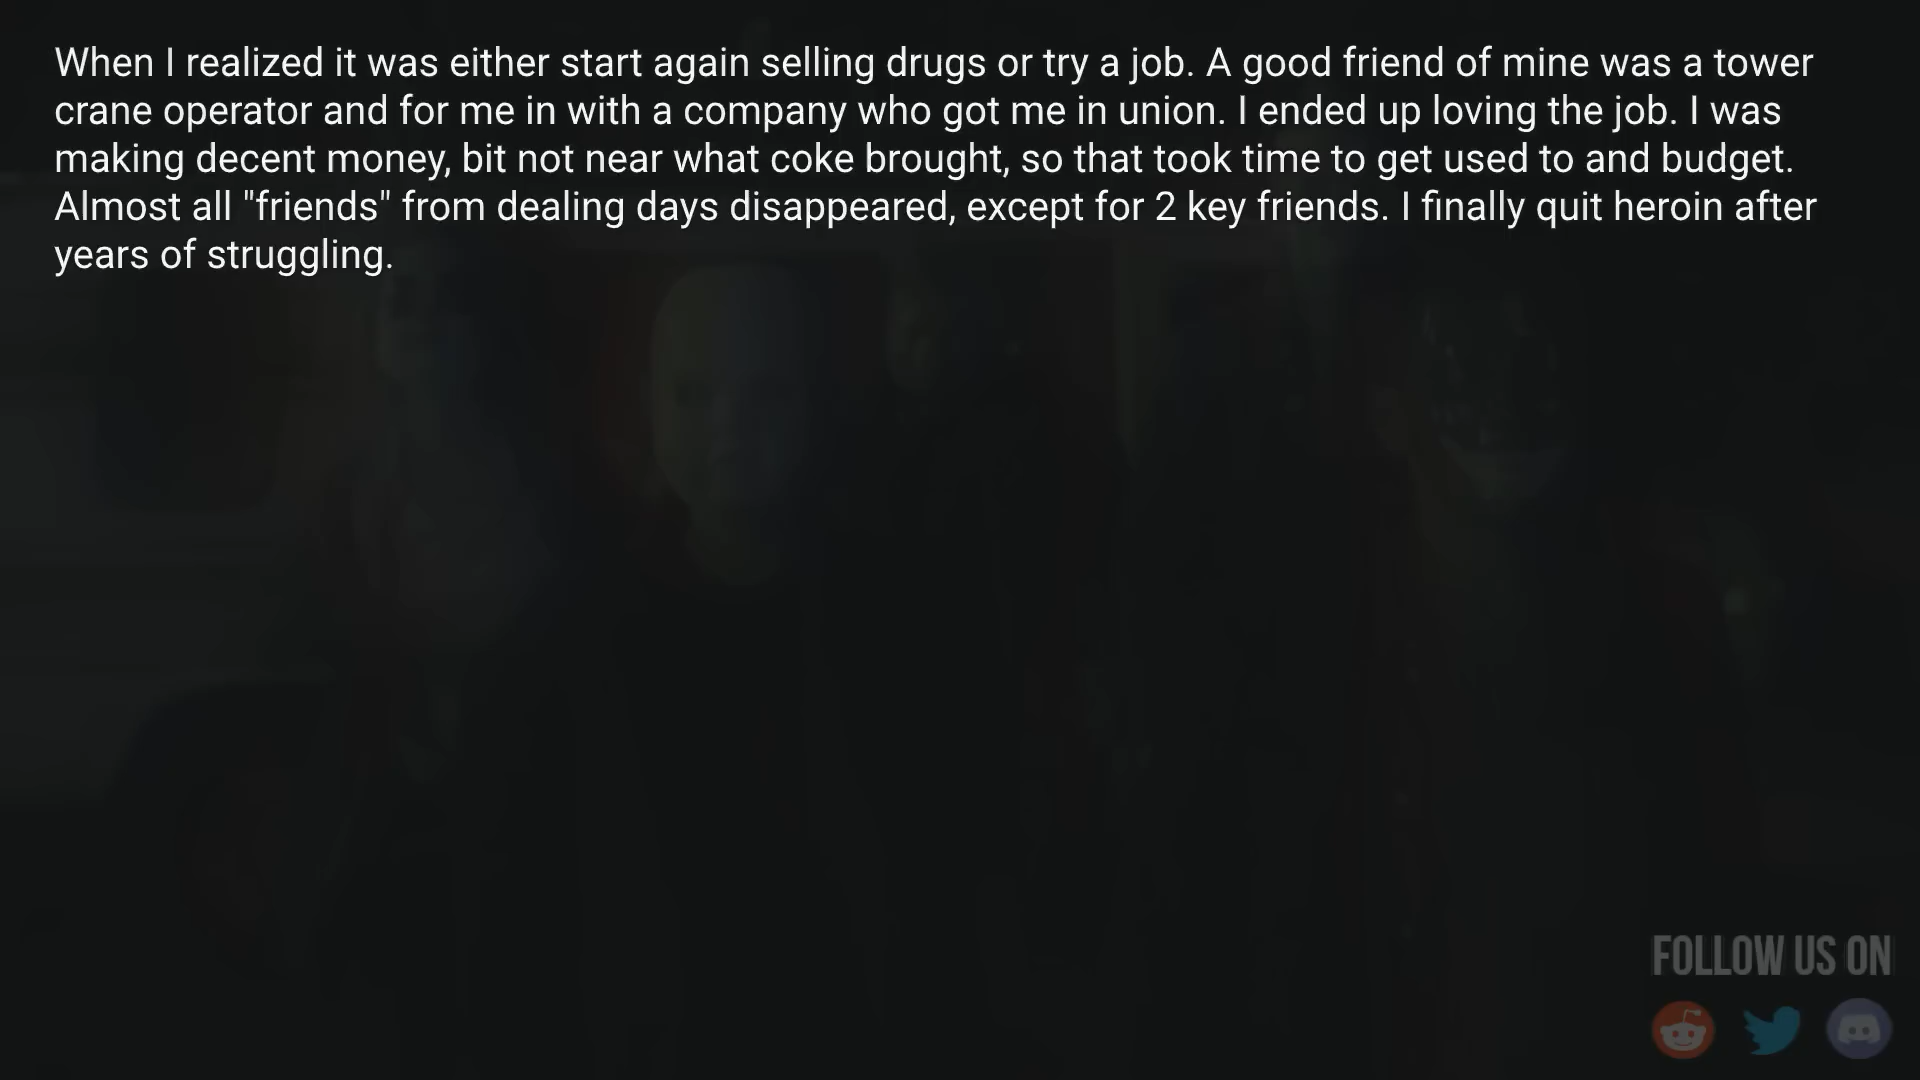 When I realized it was either start again selling drugs or try a job. A good friend of mine was a tower
crane operator and for me in with a company who got me in union. I ended up loving the job. I was
making decent money, bit not near what coke brought, so that took time to get used to and budget.
Almost all "friends" from dealing days disappeared, except for 2 key friends. I finally quit heroin after
years of struggling.
FOLLOW US ON